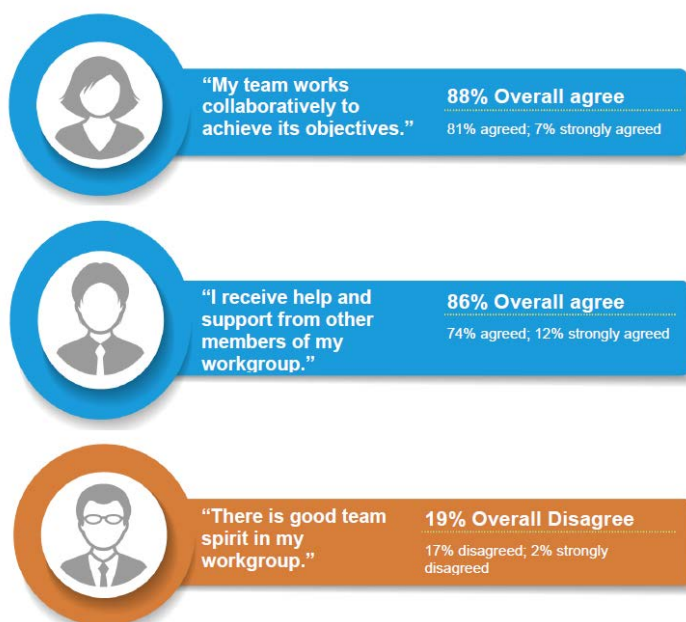 “My team works
collaboratively to
achieve its objectives.”
88% Overall agree
81% agreed; 7% strongly agreed
“I receive help and
support from other
members of my
workgroup.”
86% Overall agree
74% agreed; 12% strongly agreed
“There is good team
spirit in my
workgroup.”
19% Overall Disagree
17% disagreed; 2% strongly
disagreed